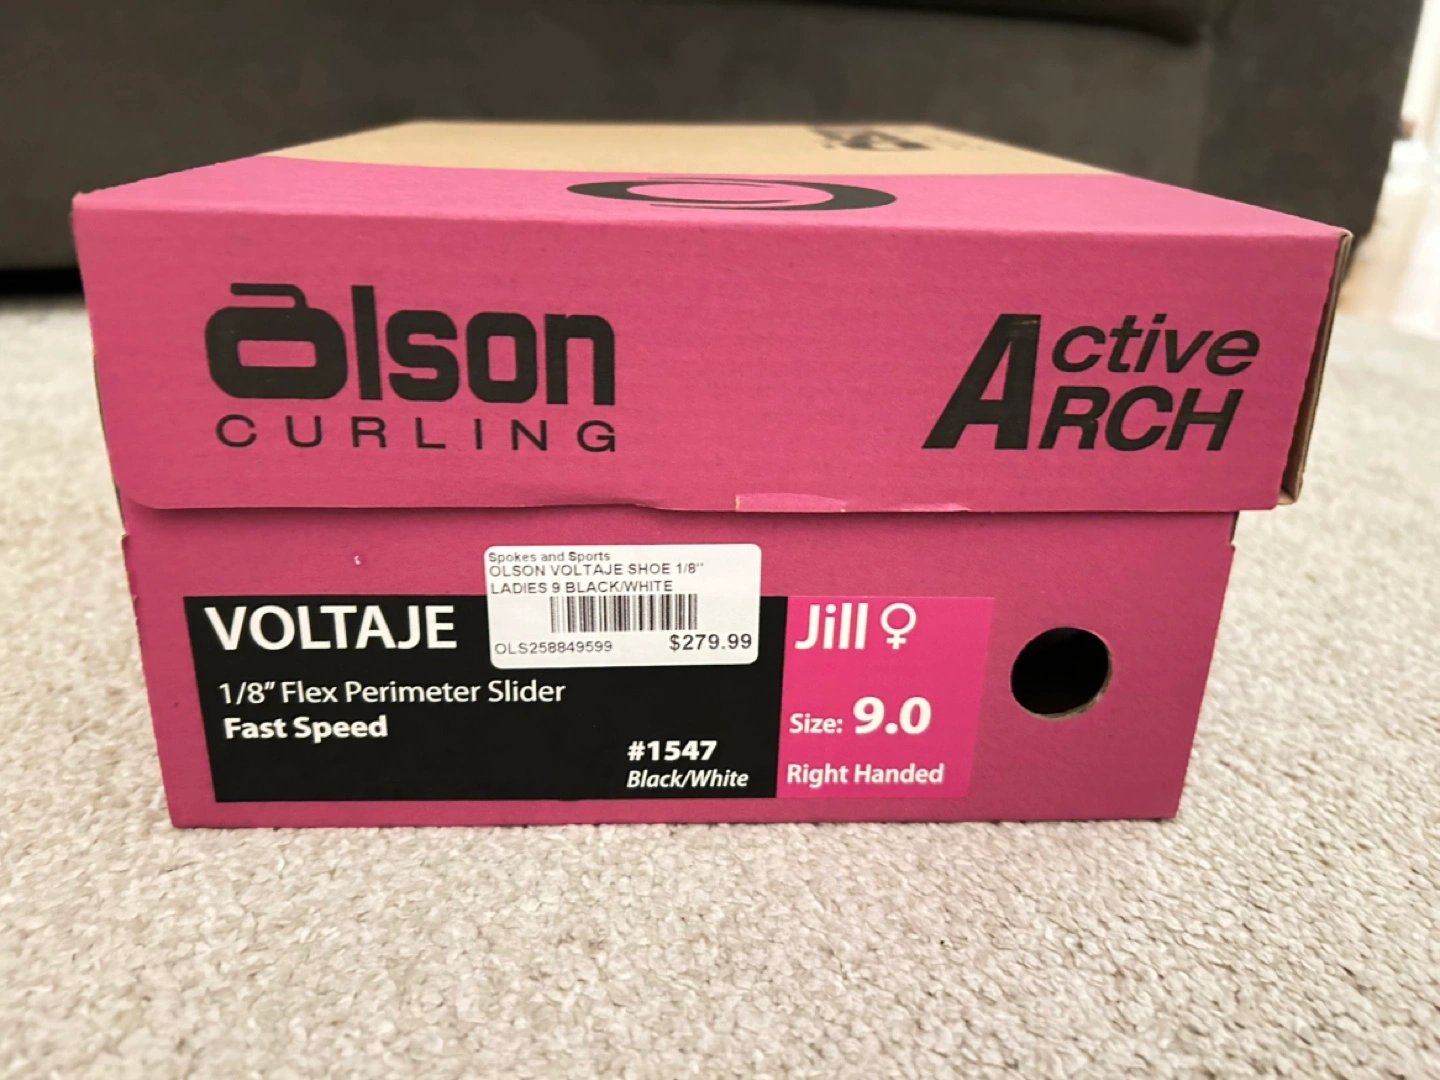 Olson
CURLING
Active
ARCH
Spokes and Sports
OLSON VOLTAJE SHOE 1/8"
LADIES 9 BLACK/WHITE
OLS258849599 $279.99
VOLTAJE
1/8" Flex Perimeter Slider
Fast Speed
#1547
Black/White
Jill ♀
Size: 9.0
Right Handed